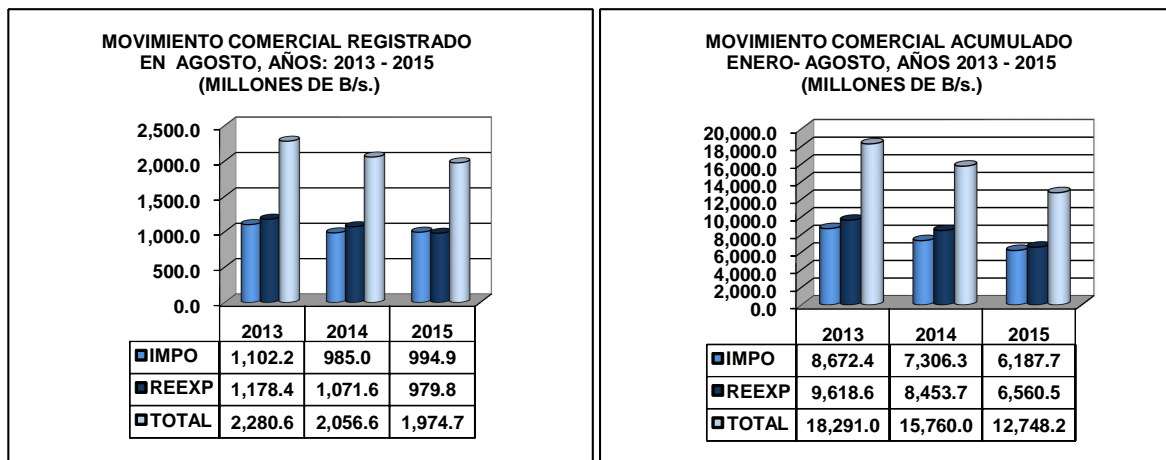 MOVIMIENTO COMERCIAL REGISTRADO
EN AGOSTO, AÑOS: 2013 - 2015
(MILLONES DE B/s.)
2,500.0
2,000.0
1,500.0
1,000.0
500.0
0.0
2013 2014 2015
IMPO 1,102.2 985.0 994.9
REEXP 1,178.4 1,071.6 979.8
TOTAL 2,280.6 2,056.6 1,974.7
MOVIMIENTO COMERCIAL ACUMULADO
ENERO- AGOSTO, AÑOS 2013 - 2015
(MILLONES DE B/s.)
20,000.0
18,000.0
16,000.0
14,000.0
12,000.0
10,000.0
8,000.0
6,000.0
4,000.0
2,000.0
0.0
2013 2014 2015
IMPO 8,672.4 7,306.3 6,187.7
REEXP 9,618.6 8,453.7 6,560.5
TOTAL 18,291.0 15,760.0 12,748.2